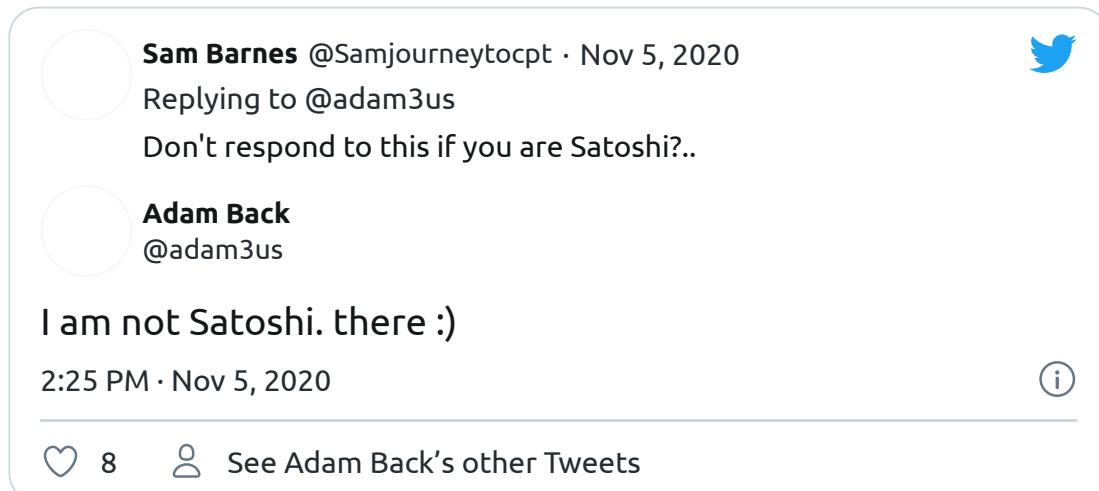 Sam Barnes @Samjourneytocpt · Nov 5, 2020
Replying to @adam3us
Don't respond to this if you are Satoshi?..
Adam Back
@adam3us
I am not Satoshi. there :)
2:25 PM · Nov 5, 2020
8 See Adam Back’s other Tweets